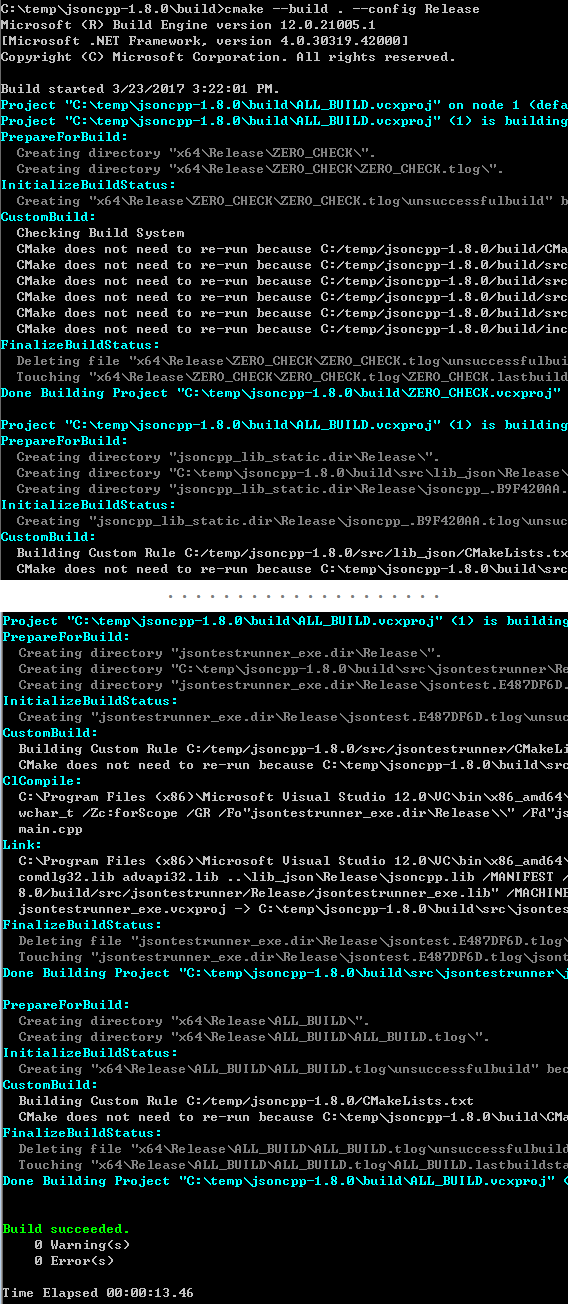 C:\temp\jsoncpp-1.8.0\build>cmake --build . --config Release
Microsoft (R) Build Engine version 12.0.21005.1
[Microsoft .NET Framework, version 4.0.30319.42000]
Copyright (C) Microsoft Corporation. All rights reserved.
Build started 3/23/2017 3:22:01 PM.
Project "C:\temp\jsoncpp-1.8.0\build\ALL_BUILD.vcxproj" on node 1 (defa
Project "C:\temp\jsoncpp-1.8.0\build\ALL_BUILD.vcxproj" (1) is building
PrepareForBuild:
Creating directory "x64\Release\ZERO_CHECK\".
Creating directory "x64\Release\ZERO_CHECK\ZERO_CHECK.tlog\".
InitializeBuildStatus:
Creating "x64\Release\ZERO_CHECK\ZERO_CHECK.tlog\unsuccessfulbuild" b
CustomBuild:
Checking Build System
CMake does not need to re-run because C:/temp/jsoncpp-1.8.0/build/CMa
CMake does not need to re-run because C:/temp/jsoncpp-1.8.0/build/src
CMake does not need to re-run because C:/temp/jsoncpp-1.8.0/build/src
CMake does not need to re-run because C:/temp/jsoncpp-1.8.0/build/src
CMake does not need to re-run because C:/temp/jsoncpp-1.8.0/build/src
CMake does not need to re-run because C:/temp/jsoncpp-1.8.0/build/inc
FinalizeBuildStatus:
Deleting file "x64\Release\ZERO_CHECK\ZERO_CHECK.tlog\unsuccessfulbui
Touching "x64\Release\ZERO_CHECK\ZERO_CHECK.tlog\ZERO_CHECK.lastbuild
Done Building Project "C:\temp\jsoncpp-1.8.0\build\ZERO_CHECK.vcxproj"
Project "C:\temp\jsoncpp-1.8.0\build\ALL_BUILD.vcxproj" (1) is building
PrepareForBuild:
Creating directory "jsoncpp_lib_static.dir\Release\".
Creating directory "C:\temp\jsoncpp-1.8.0\build\src\lib_json\Release\
Creating directory "jsoncpp_lib_static.dir\Release\jsoncpp_.B9F420AA.
InitializeBuildStatus:
Creating "jsoncpp_lib_static.dir\Release\jsoncpp_.B9F420AA.tlog\unsuc
CustomBuild:
Building Custom Rule C:/temp/jsoncpp-1.8.0/src/lib_json/CMakeLists.tx
CMake does not need to re-run because C:\temp\jsoncpp-1.8.0\build\src
. . . . . . . . . . . . . . . . . . . .
Project "C:\temp\jsoncpp-1.8.0\build\ALL_BUILD.vcxproj" (1) is building
PrepareForBuild:
Creating directory "jsontestrunner_exe.dir\Release\".
Creating directory "C:\temp\jsoncpp-1.8.0\build\src\jsontestrunner\Re
Creating directory "jsontestrunner_exe.dir\Release\jsontest.E487DF6D.
InitializeBuildStatus:
Creating "jsontestrunner_exe.dir\Release\jsontest.E487DF6D.tlog\unsuc
CustomBuild:
Building Custom Rule C:/temp/jsoncpp-1.8.0/src/jsontestrunner/CMakeLi
CMake does not need to re-run because C:\temp\jsoncpp-1.8.0\build\src
ClCompile:
C:\Program Files (x86)\Microsoft Visual Studio 12.0\VC\bin\x86_amd64\
wchar_t /Zc:forScope /GR /Fo"jsontestrunner_exe.dir\Release\\" /Fd"js
main.cpp
Link:
C:\Program Files (x86)\Microsoft Visual Studio 12.0\VC\bin\x86_amd64\
comdlg32.lib advapi32.lib ..\lib_json\Release\jsoncpp.lib /MANIFEST /
8.0/build/src/jsontestrunner/Release/jsontestrunner_exe.lib" /MACHINE
jsontestrunner_exe.vcxproj -> C:\temp\jsoncpp-1.8.0\build\src\jsontes
FinalizeBuildStatus:
Deleting file "jsontestrunner_exe.dir\Release\jsontest.E487DF6D.tlog\
Touching "jsontestrunner_exe.dir\Release\jsontest.E487DF6D.tlog\jsont
Done Building Project "C:\temp\jsoncpp-1.8.0\build\src\jsontestrunner\j
PrepareForBuild:
Creating directory "x64\Release\ALL_BUILD\".
Creating directory "x64\Release\ALL_BUILD\ALL_BUILD.tlog\".
InitializeBuildStatus:
Creating "x64\Release\ALL_BUILD\ALL_BUILD.tlog\unsuccessfulbuild" bec
CustomBuild:
Building Custom Rule C:/temp/jsoncpp-1.8.0/CMakeLists.txt
CMake does not need to re-run because C:\temp\jsoncpp-1.8.0\build\CMa
FinalizeBuildStatus:
Deleting file "x64\Release\ALL_BUILD\ALL_BUILD.tlog\unsuccessfulbuild
Touching "x64\Release\ALL_BUILD\ALL_BUILD.tlog\ALL_BUILD.lastbuildsta
Done Building Project "C:\temp\jsoncpp-1.8.0\build\ALL_BUILD.vcxproj" (
Build succeeded.
0 Warning(s)
0 Error(s)
Time Elapsed 00:00:13.46